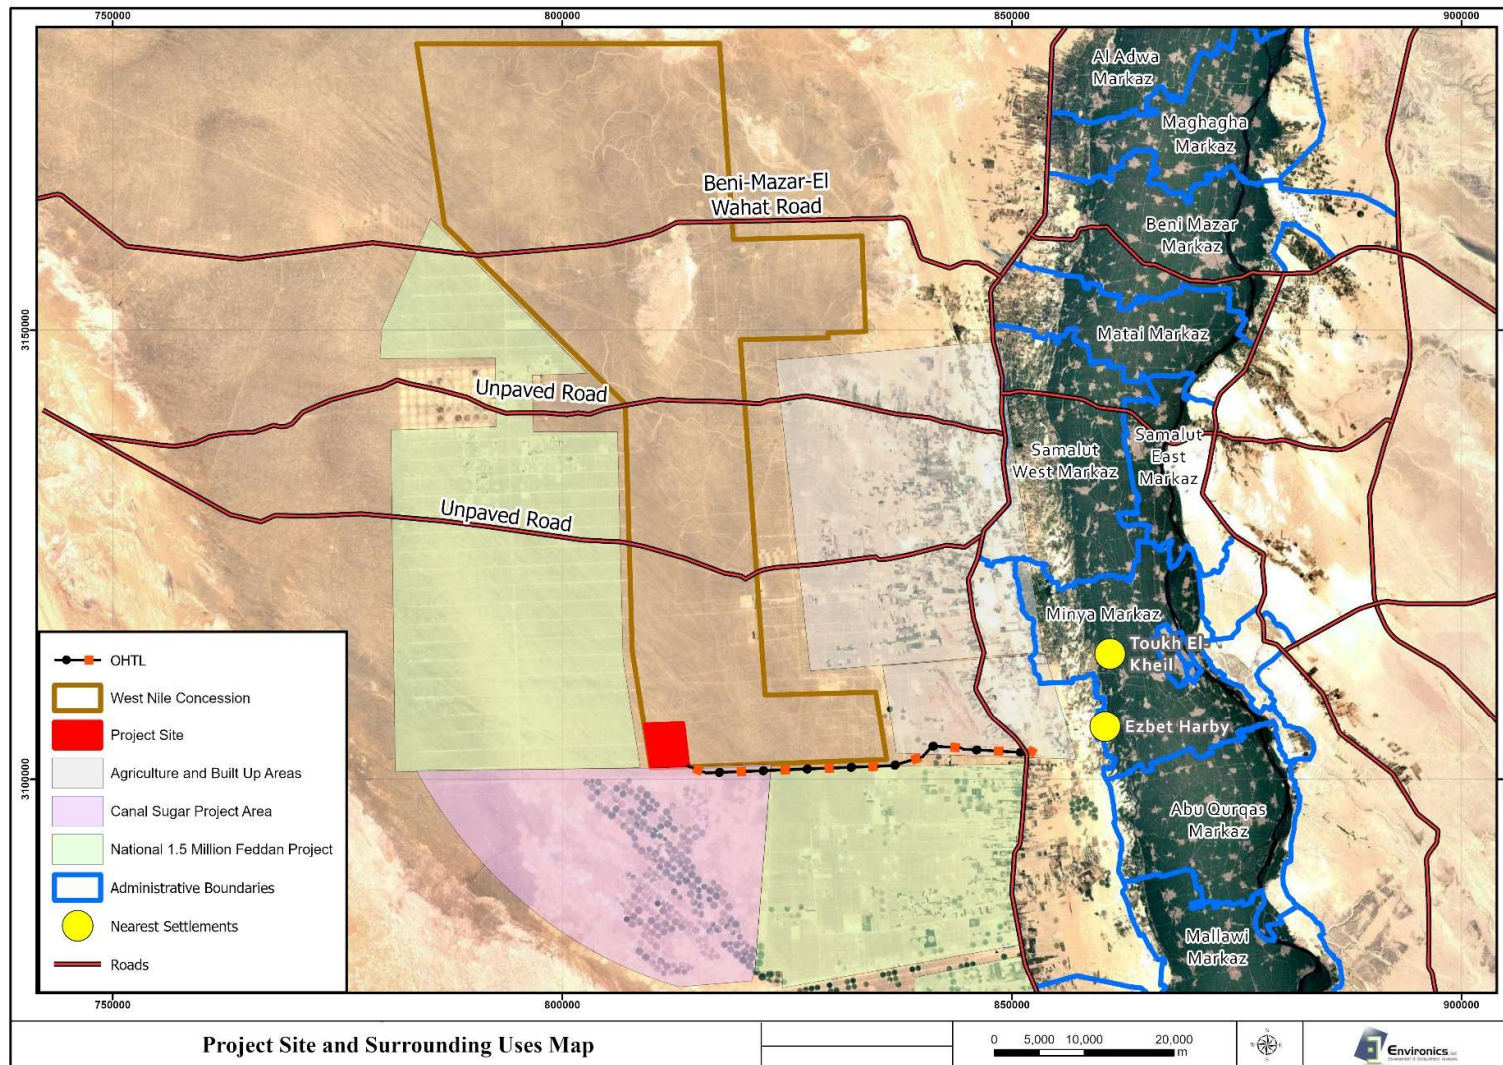 750000
800000
850000
900000
Al Adwa
Markaz
Maghagha
Markaz
Beni-Mazar-El
Wahat Road
Beni Mazar
Markaz
3150000
Matai Markaz
Unpaved Road
Samalut
West Markaz
Samalut
East
Markaz
Unpaved Road
Minya Markaz
Toukh El-
Kheil
Ezbet Harby
3100000
Abu Qurqas
Markaz
Mallawi
Markaz
OHTL
West Nile Concession
Project Site
Agriculture and Built Up Areas
Canal Sugar Project Area
National 1.5 Million Feddan Project
Administrative Boundaries
Nearest Settlements
Roads
750000
800000
850000
900000
Project Site and Surrounding Uses Map
0 5,000 10,000 20,000
m
N
W E
S
Environics